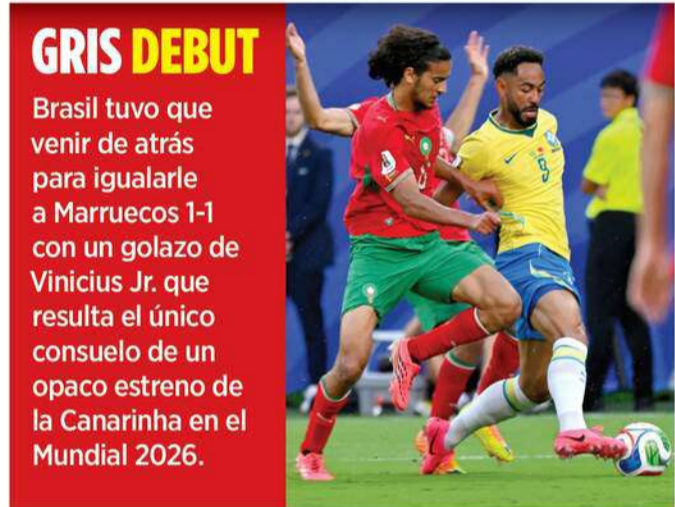 GRIS DEBUT
Brasil tuvo que
venir de atrás
para igualarle
a Marruecos 1-1
con un golazo de
Vinicius Jr. que
resulta el único
consuelo de un
opaco estreno de
la Canarinha en el
Mundial 2026.
9